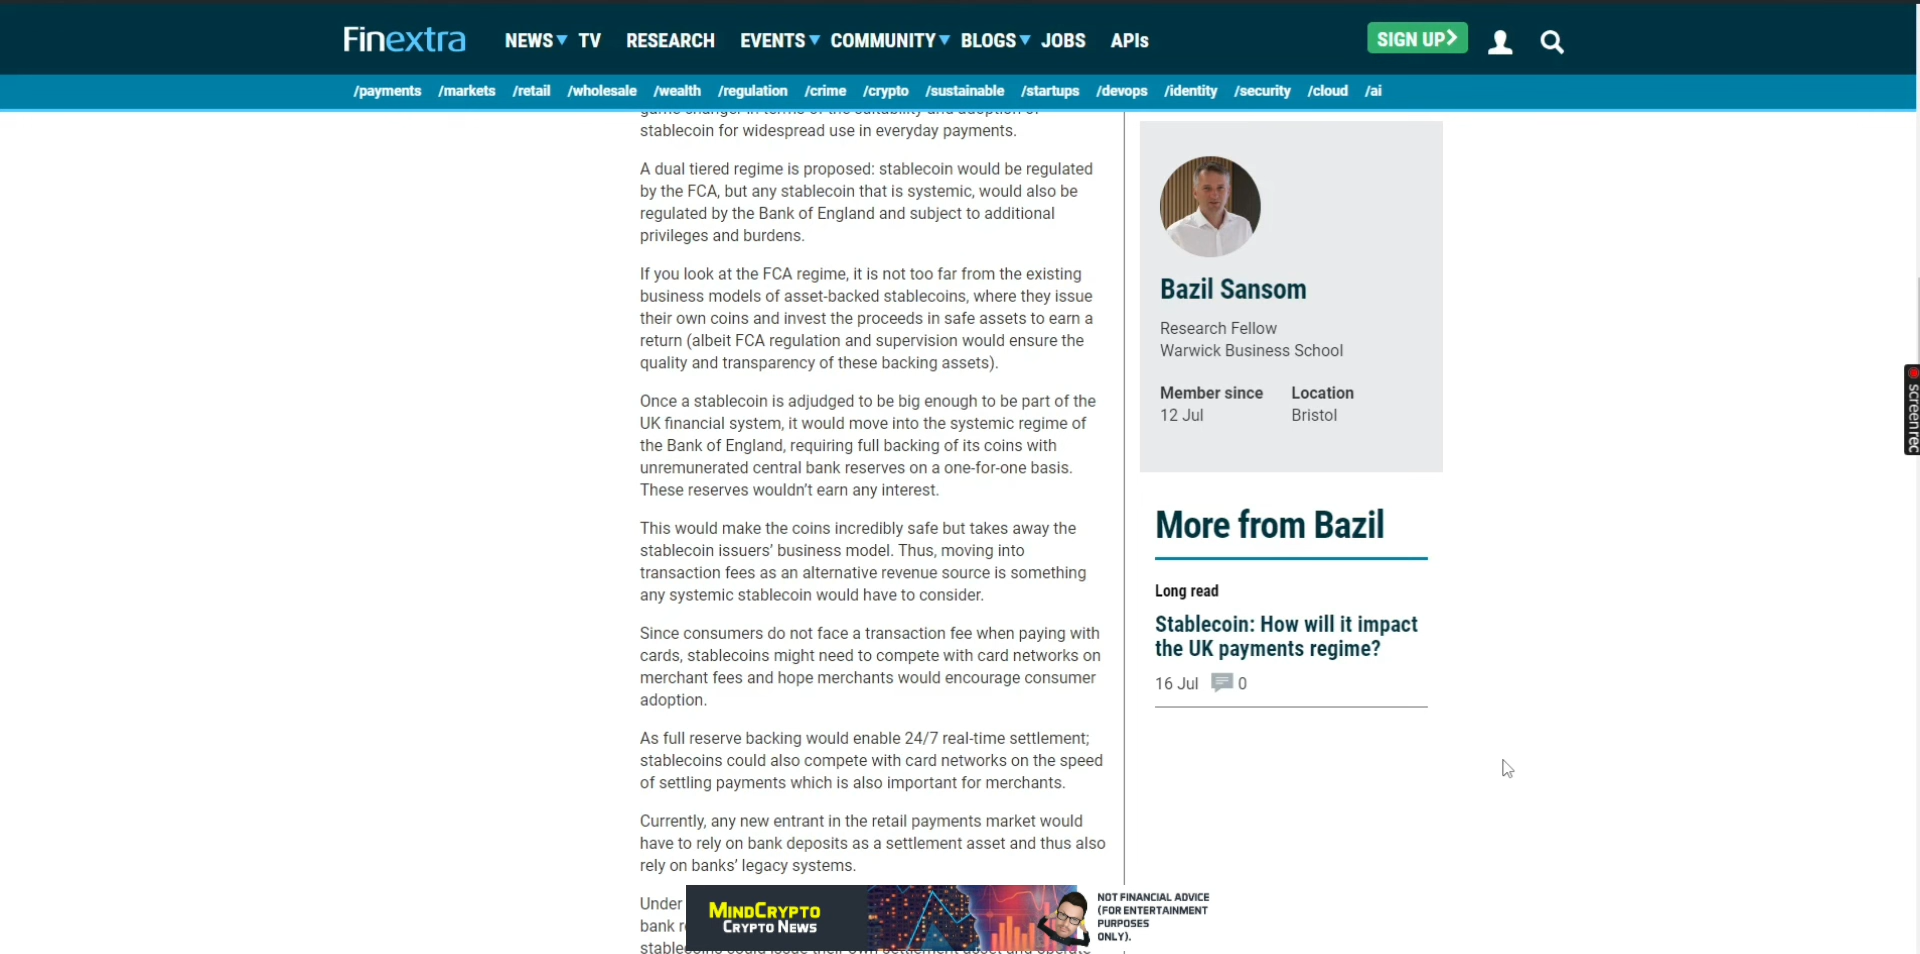 Finextra
NEWS TV RESEARCH EVENTS COMMUNITY BLOGS JOBS APIs
SIGN UP
/payments /markets /retail /wholesale /wealth /regulation /crime /crypto /sustainable /startups /devops /identity /security /cloud /ai
stablecoin for widespread use in everyday payments.
A dual tiered regime is proposed: stablecoin would be regulated
by the FCA, but any stablecoin that is systemic, would also be
regulated by the Bank of England and subject to additional
privileges and burdens.
If you look at the FCA regime, it is not too far from the existing
business models of asset-backed stablecoins, where they issue
their own coins and invest the proceeds in safe assets to earn a
return (albeit FCA regulation and supervision would ensure the
quality and transparency of these backing assets).
Once a stablecoin is adjudged to be big enough to be part of the
UK financial system, it would move into the systemic regime of
the Bank of England, requiring full backing of its coins with
unremunerated central bank reserves on a one-for-one basis.
These reserves wouldn't earn any interest.
This would make the coins incredibly safe but takes away the
stablecoin issuers' business model. Thus, moving into
transaction fees as an alternative revenue source is something
any systemic stablecoin would have to consider.
Since consumers do not face a transaction fee when paying with
cards, stablecoins might need to compete with card networks on
merchant fees and hope merchants would encourage consumer
adoption.
As full reserve backing would enable 24/7 real-time settlement;
stablecoins could also compete with card networks on the speed
of settling payments which is also important for merchants.
Currently, any new entrant in the retail payments market would
have to rely on bank deposits as a settlement asset and thus also
rely on banks' legacy systems.
Under
bank
Bazil Sansom
Research Fellow
Warwick Business School
Member since Location
12 Jul Bristol
More from Bazil
Long read
Stablecoin: How will it impact
the UK payments regime?
16 Jul 0
screen rec
MINDCRYPTO
CRYPTO NEWS
NOT FINANCIAL ADVICE
(FOR ENTERTAINMENT
PURPOSES
ONLY).